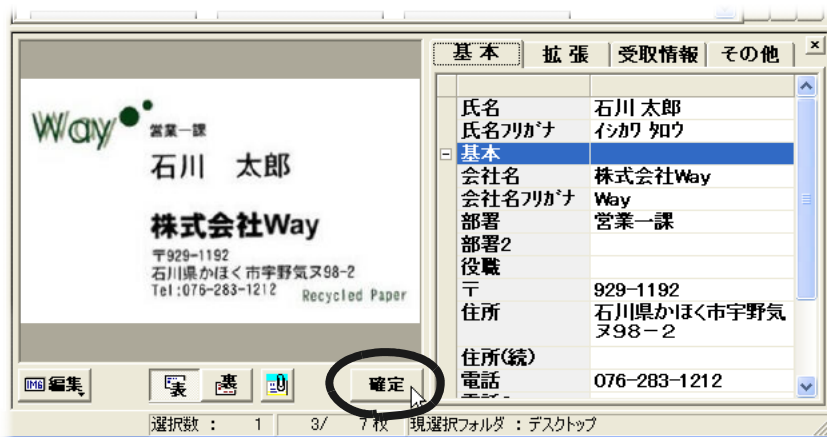 Way
営業一課
石川　太郎
株式会社Way
〒929-1192
石川県かほく市宇野気ヌ98-2
Tel:076-283-1212
Recycled Paper
IMG 編集
表
裏
確定
基本 拡張 受取情報 その他
氏名 石川 太郎
氏名フリガナ イシカワ タロウ
基本
会社名 株式会社Way
会社名フリガナ Way
部署 営業一課
部署2
役職
〒 929-1192
住所 石川県かほく市宇野気
ヌ98－2
住所(続)
電話 076-283-1212
選択数 : 1 3/ 7枚 現選択フォルダ : デスクトップ